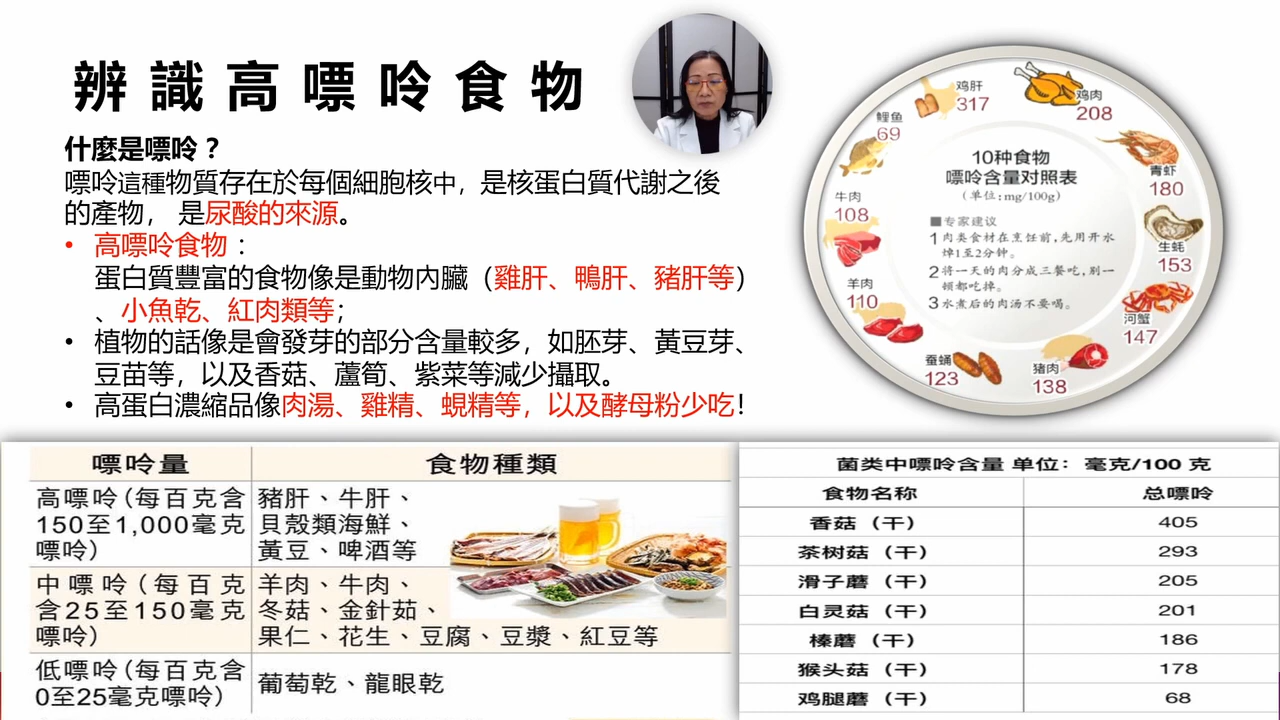 辨識高嘌呤食物
什麼是嘌呤？
嘌呤這種物質存在於每個細胞核中，是核蛋白質代謝之後
的產物， 是尿酸的來源。
• 高嘌呤食物：
蛋白質豐富的食物像是動物內臟（雞肝、鴨肝、豬肝等）
、小魚乾、紅肉類等；
• 植物的話像是會發芽的部分含量較多，如胚芽、黃豆芽、
豆苗等，以及香菇、蘆筍、紫菜等減少攝取。
• 高蛋白濃縮品像肉湯、雞精、蜆精等，以及酵母粉少吃！
10种食物
嘌呤含量对照表
（单位：mg/100g）
■专家建议
1肉类食材在烹饪前，先用开水
焯1至2分钟。
2将一天的肉分成三餐吃，别一
顿都吃掉。
3水煮后的肉汤不要喝。
鸡肝
317
鸡肉
208
青虾
180
生蚝
153
河蟹
147
猪肉
138
蚕蛹
123
羊肉
110
牛肉
108
鲤鱼
69
嘌呤量 食物種類
高嘌呤（每百克含
150至1,000毫克
嘌呤）
豬肝、牛肝、
貝殼類海鮮、
黃豆、啤酒等
中嘌呤（每百克
含25至150毫克
嘌呤）
羊肉、牛肉、
冬菇、金針菇、
果仁、花生、豆腐、豆漿、紅豆等
低嘌呤（每百克含
0至25毫克嘌呤）
葡萄乾、龍眼乾
菌类中嘌呤含量 单位：毫克/100 克
食物名称 总嘌呤
香菇（干） 405
茶树菇（干） 293
滑子蘑（干） 205
白灵菇（干） 201
榛蘑（干） 186
猴头菇（干） 178
鸡腿蘑（干） 68